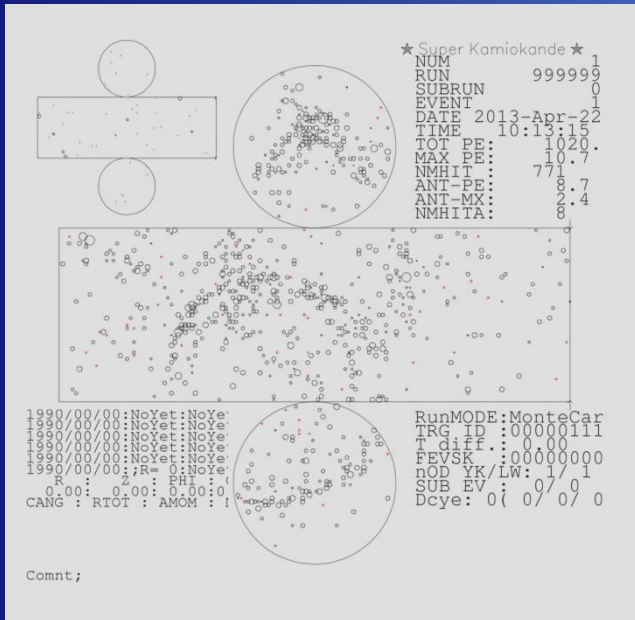 ★ Super Kamiokande ★
NUM 1
RUN 999999
SUBRUN 0
EVENT 1
DATE 2013-Apr-22
TIME 10:13:15
TOT PE: 1020.
MAX PE: 10.7
NMHIT : 771
ANT-PE: 8.7
ANT-MX: 2.4
NMHITA: 8
1990/00/00:NoYet:NoYe
1990/00/00:NoYet:NoYe
1990/00/00:NoYet:NoYe
1990/00/00:NoYet:NoYe
1990/00/00:NoYet:NoYe
1990/00/00:;R= 0:NoYe
R : Z : PHI :
0.00: 0.00: 0.00:0
CANG : RTOT : AMOM :
RunMODE:MonteCar
TRG ID :00000111
T diff.: 0.00
FEVSK :00000000
nOD YK/LW: 1/ 1
SUB EV : 0/ 0
Dcye: 0( 0/ 0/ 0
Comnt;